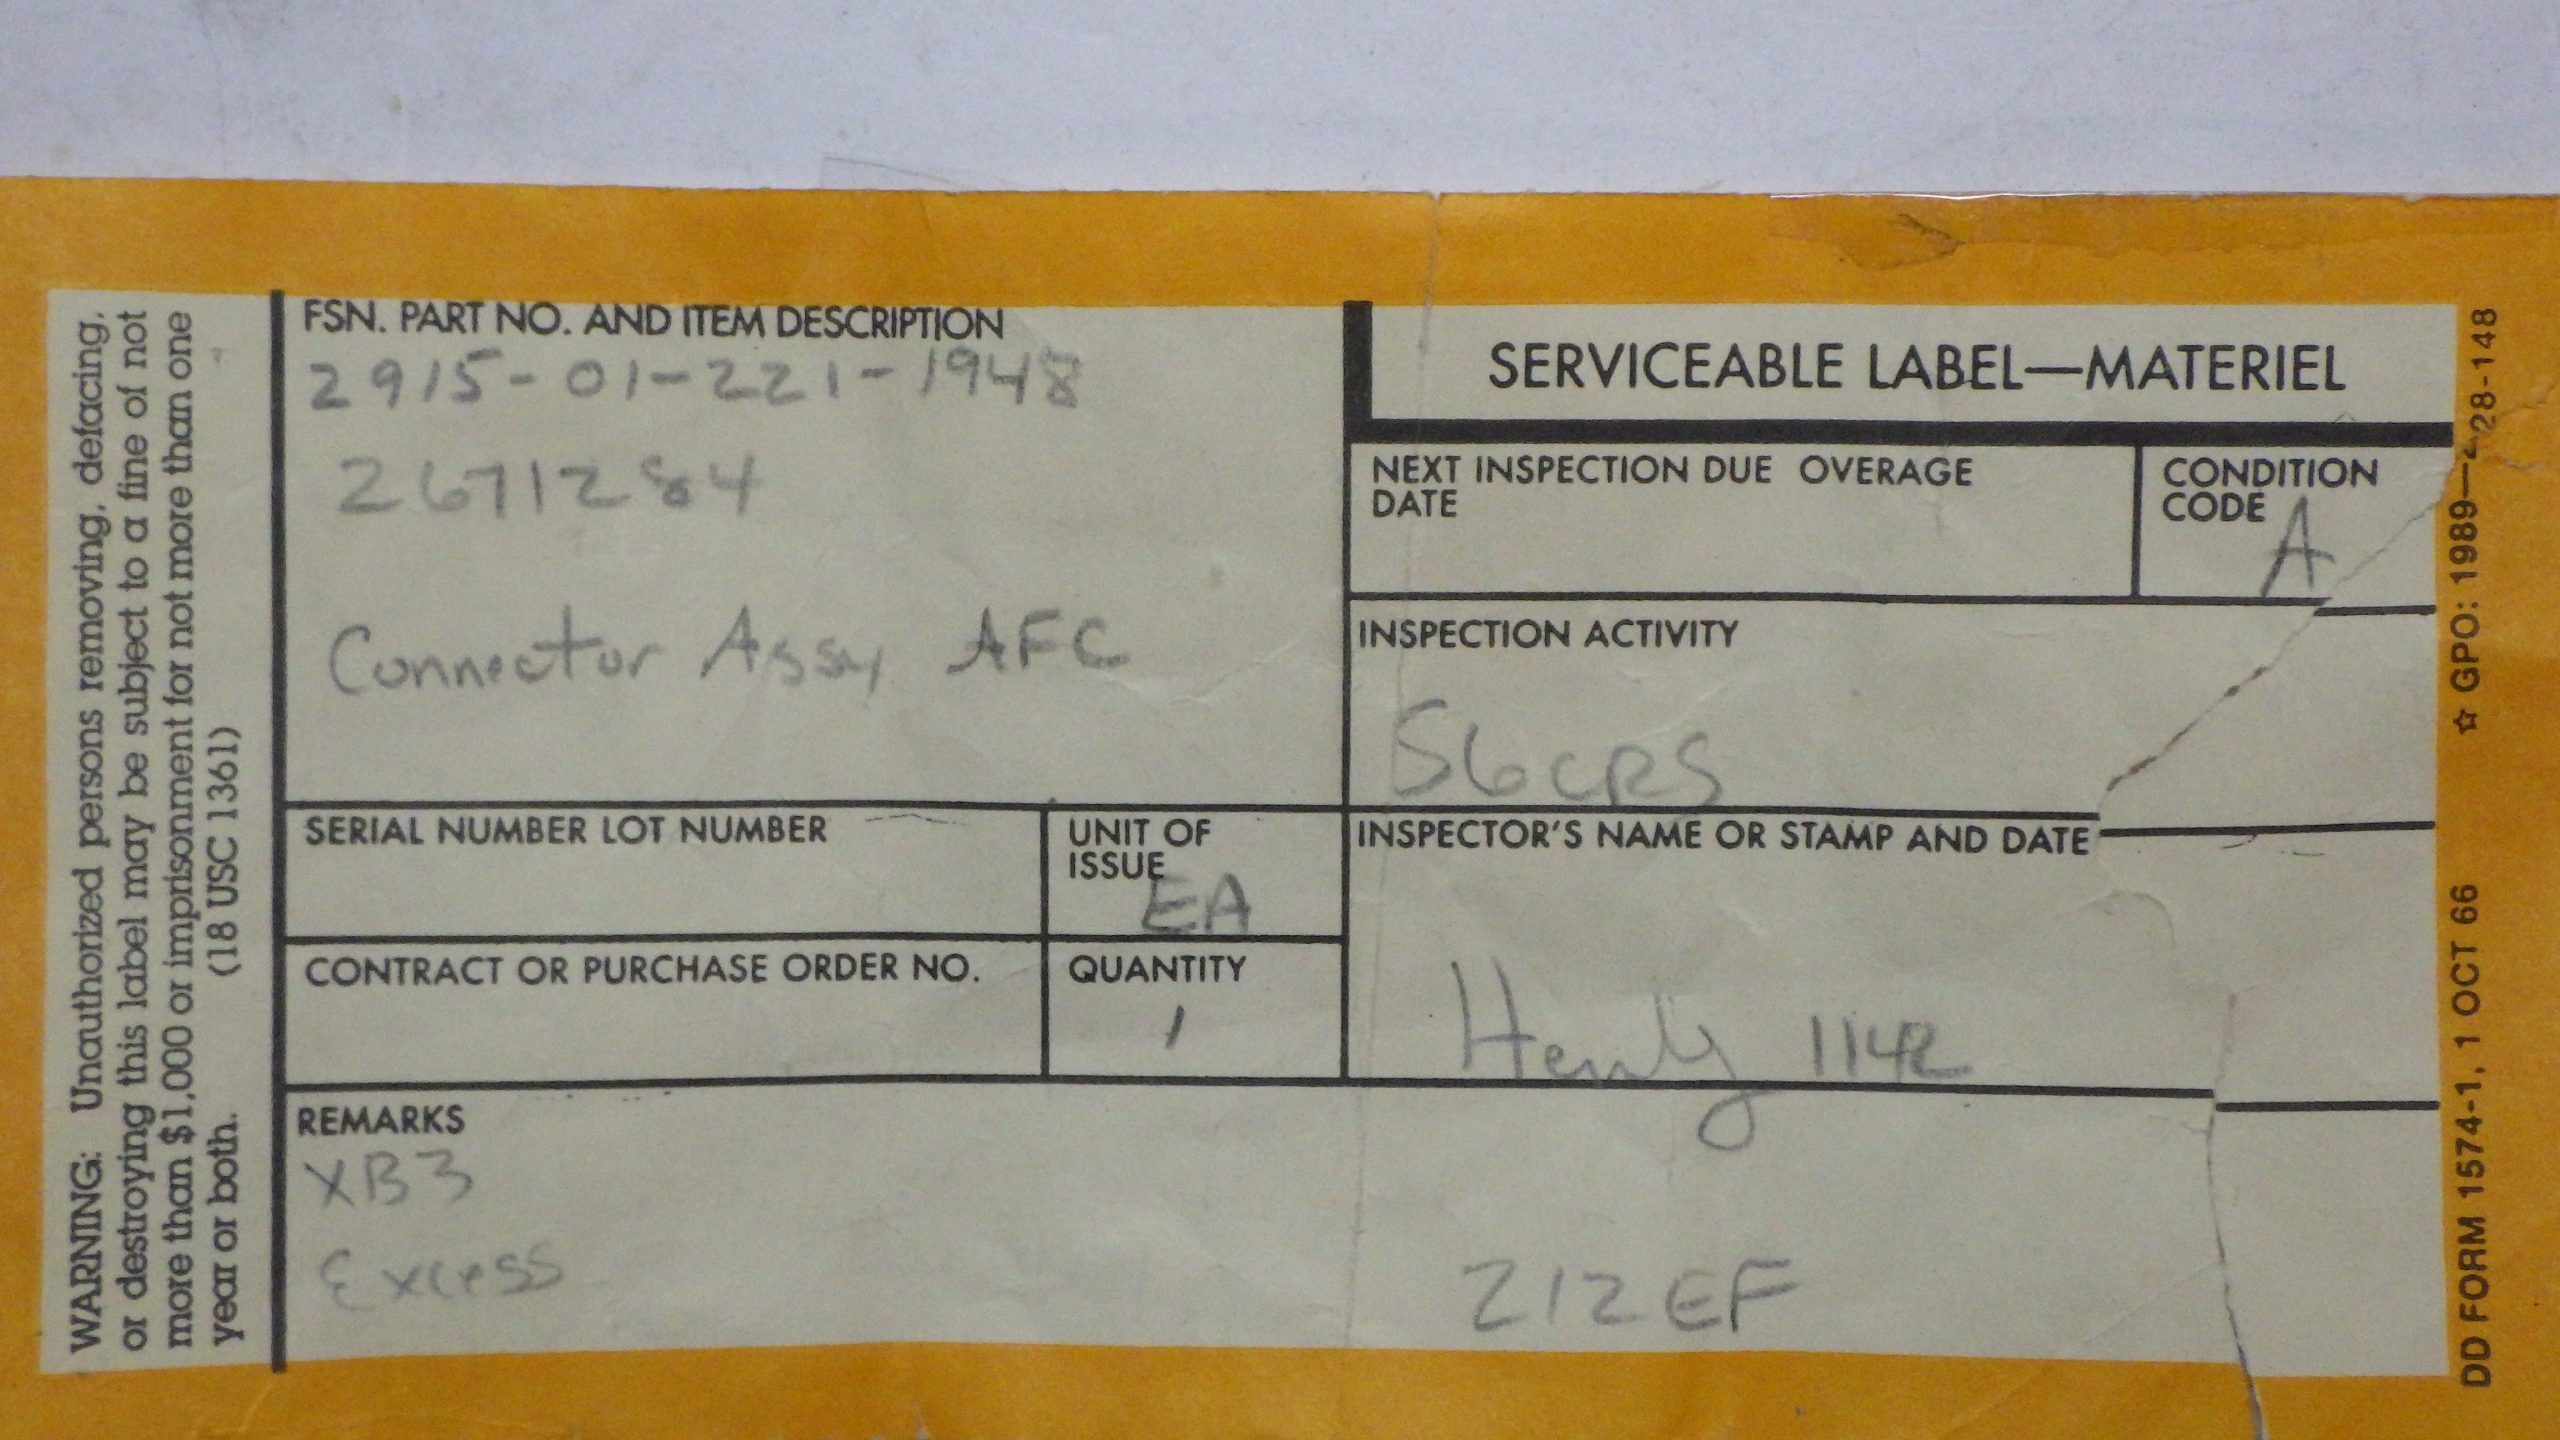 WARNING: Unauthorized persons removing, defacing,
or destroying this label may be subject to a fine of not
more than $1,000 or imprisonment for not more than one
year or both. (18 USC 1361)
FSN. PART NO. AND ITEM DESCRIPTION
2915-01-221-1948
2671284
Connector Assy AFC
SERIAL NUMBER LOT NUMBER
UNIT OF
ISSUE
EA
CONTRACT OR PURCHASE ORDER NO.
QUANTITY
1
SERVICEABLE LABEL—MATERIEL
NEXT INSPECTION DUE OVERAGE
DATE
CONDITION
CODE
A
INSPECTION ACTIVITY
56CRS
INSPECTOR'S NAME OR STAMP AND DATE
1142
REMARKS
XB3
Excess
212EF
☆ GPO: 1989—228-148
DD FORM 1574-1, 1 OCT 66